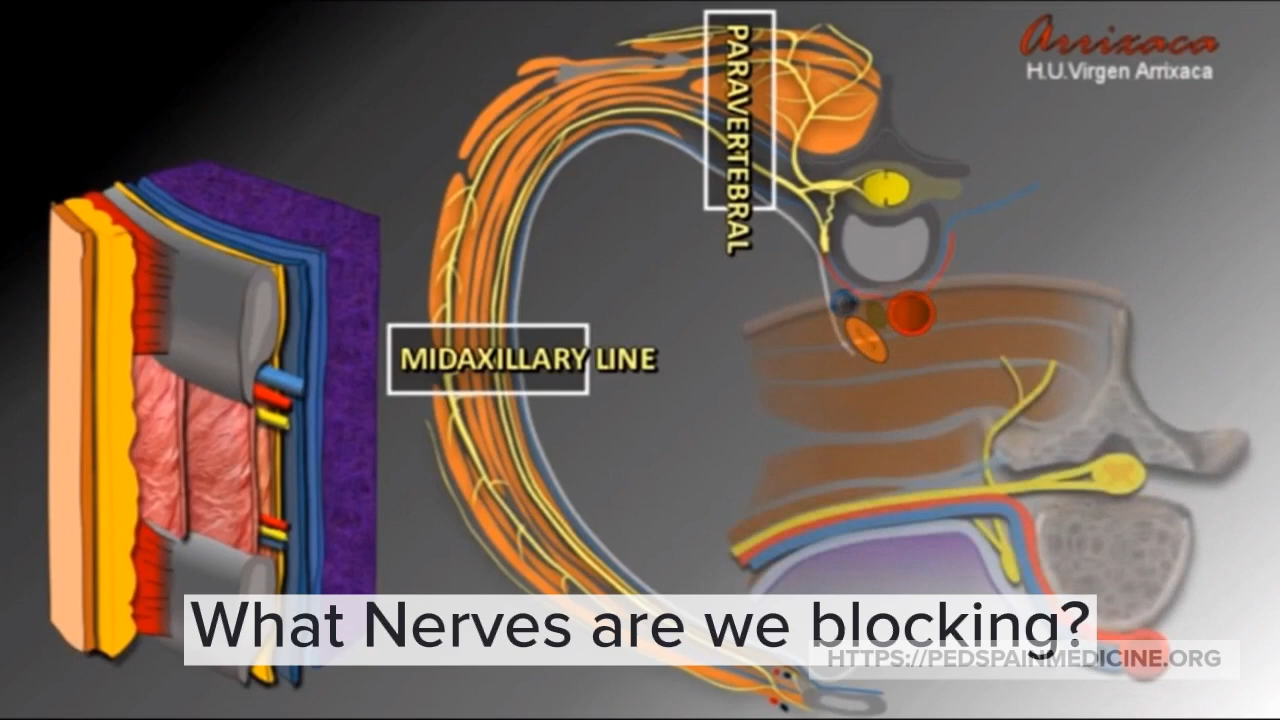 Arrixaca
H.U.Virgen Arrixaca
PARAVERTEBRAL
MIDAXILLARY LINE
What Nerves are we blocking?
HTTPS://PEDSPAINMEDICINE.ORG